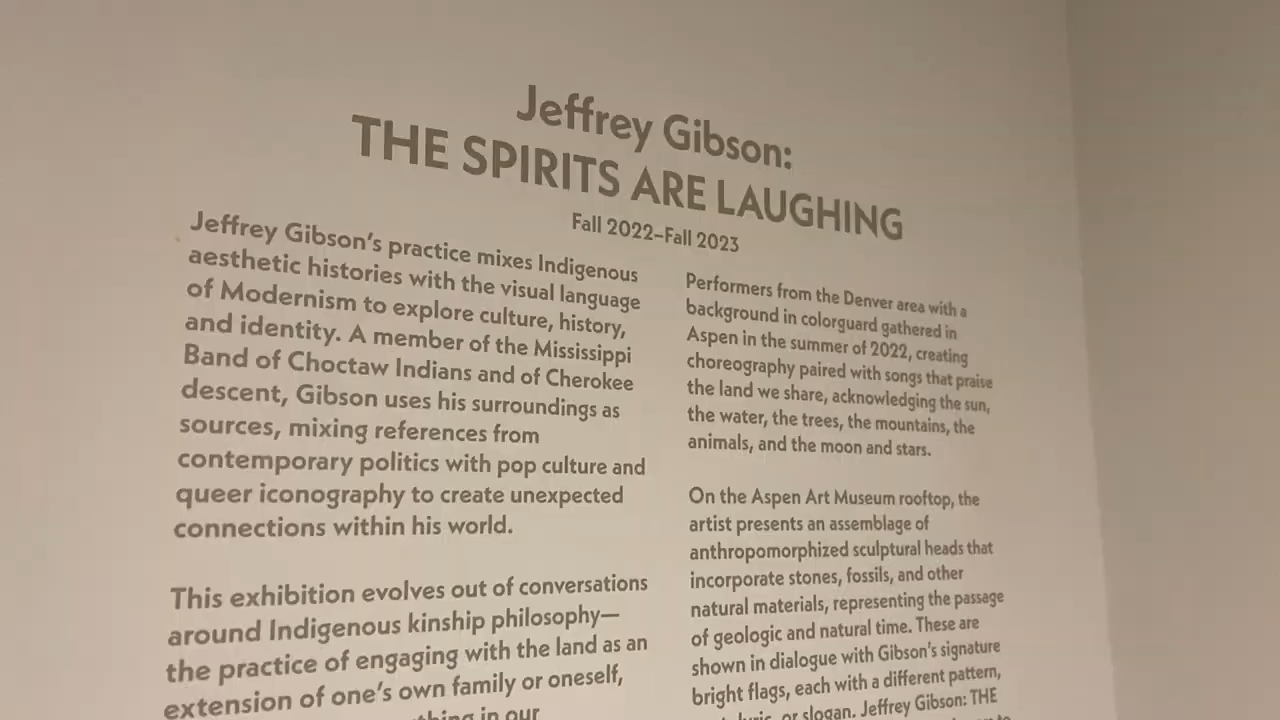 Jeffrey Gibson:
THE SPIRITS ARE LAUGHING
Fall 2022–Fall 2023
Jeffrey Gibson's practice mixes Indigenous
aesthetic histories with the visual language
of Modernism to explore culture, history,
and identity. A member of the Mississippi
Band of Choctaw Indians and of Cherokee
descent, Gibson uses his surroundings as
sources, mixing references from
contemporary politics with pop culture and
queer iconography to create unexpected
connections within his world.
This exhibition evolves out of conversations
around Indigenous kinship philosophy—
the practice of engaging with the land as an
extension of one's own family or oneself,
in our
Performers from the Denver area with a
background in colorguard gathered in
Aspen in the summer of 2022, creating
choreography paired with songs that praise
the land we share, acknowledging the sun,
the water, the trees, the mountains, the
animals, and the moon and stars.
On the Aspen Art Museum rooftop, the
artist presents an assemblage of
anthropomorphized sculptural heads that
incorporate stones, fossils, and other
natural materials, representing the passage
of geologic and natural time. These are
shown in dialogue with Gibson's signature
bright flags, each with a different pattern,
or slogan. Jeffrey Gibson: THE